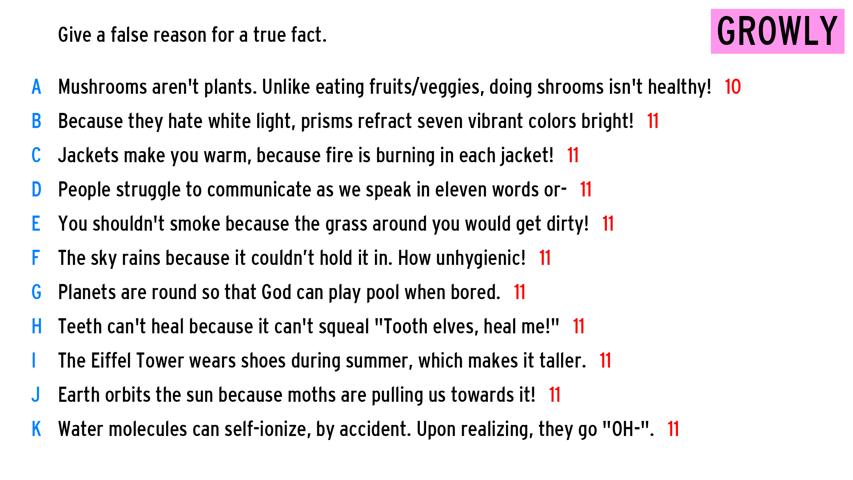 Give a false reason for a true fact.
GROWLY
A Mushrooms aren't plants. Unlike eating fruits/veggies, doing shrooms isn't healthy! 10
B Because they hate white light, prisms refract seven vibrant colors bright! 11
C Jackets make you warm, because fire is burning in each jacket! 11
D People struggle to communicate as we speak in eleven words or- 11
E You shouldn't smoke because the grass around you would get dirty! 11
F The sky rains because it couldn’t hold it in. How unhygienic! 11
G Planets are round so that God can play pool when bored. 11
H Teeth can't heal because it can't squeal "Tooth elves, heal me!" 11
I The Eiffel Tower wears shoes during summer, which makes it taller. 11
J Earth orbits the sun because moths are pulling us towards it! 11
K Water molecules can self-ionize, by accident. Upon realizing, they go "OH-". 11